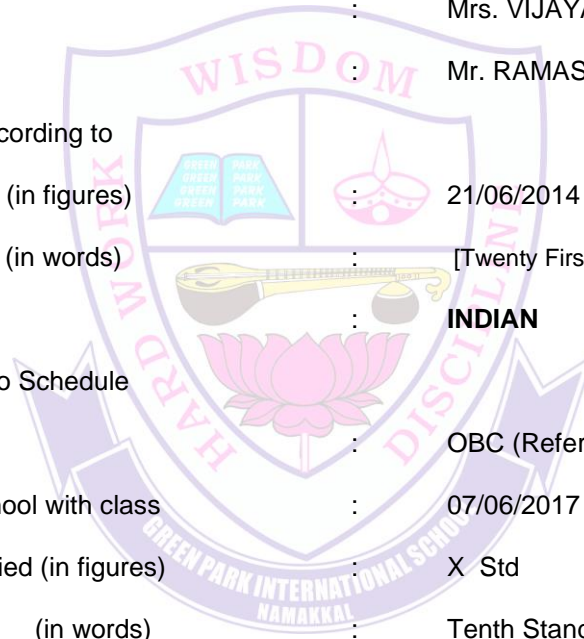 : Mrs. VIJAYA
: Mr. RAMAS
cording to
(in figures) : 21/06/2014
(in words) : [Twenty Firs
: INDIAN
o Schedule
: OBC (Refer
ool with class : 07/06/2017
ied (in figures) : X Std
(in words) : Tenth Stand
WISDOM
HARD WORK
DISCIPLINE
GREEN PARK
GREEN PARK
GREEN PARK
GREEN PARK
GREEN PARK INTERNATIONAL SCHOOL
NAMAKKAL